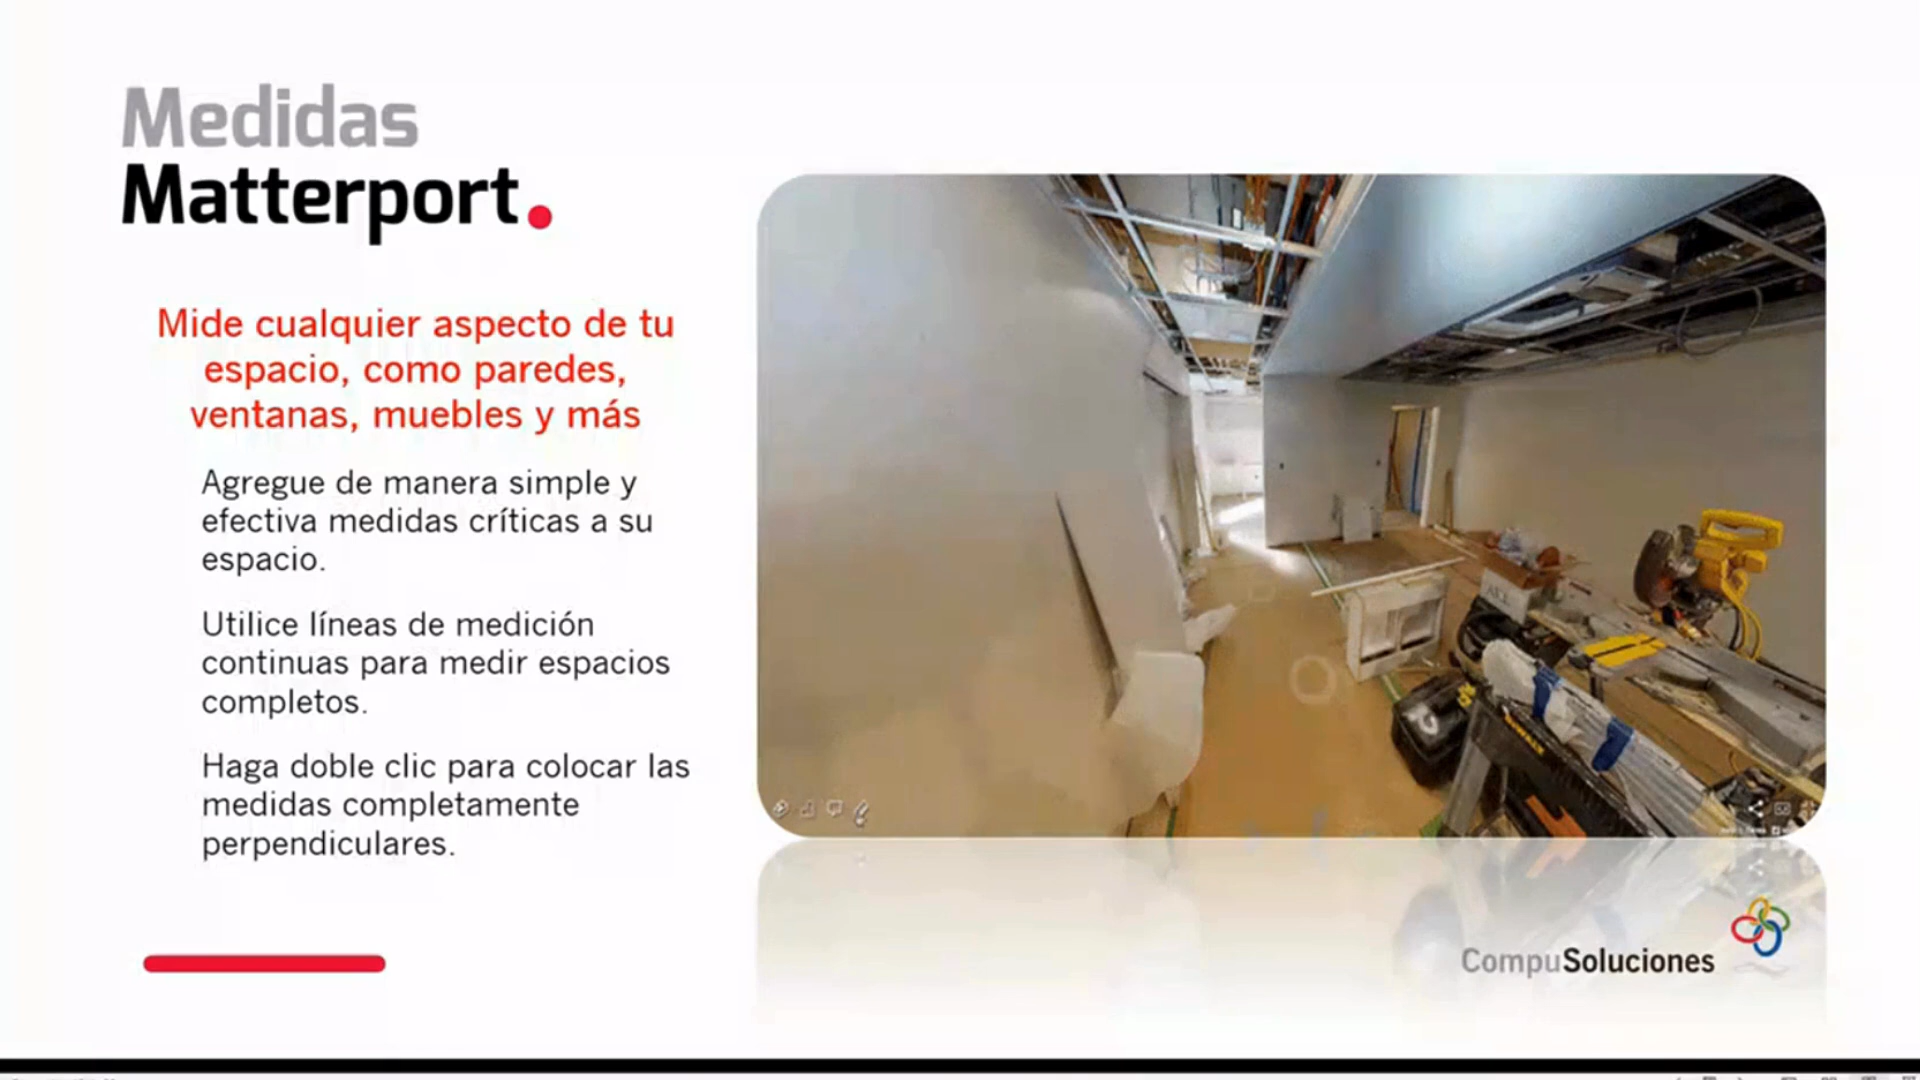 Medidas
Matterport.
Mide cualquier aspecto de tu
espacio, como paredes,
ventanas, muebles y más
Agregue de manera simple y
efectiva medidas críticas a su
espacio.
Utilice líneas de medición
continuas para medir espacios
completos.
Haga doble clic para colocar las
medidas completamente
perpendiculares.
CompuSoluciones